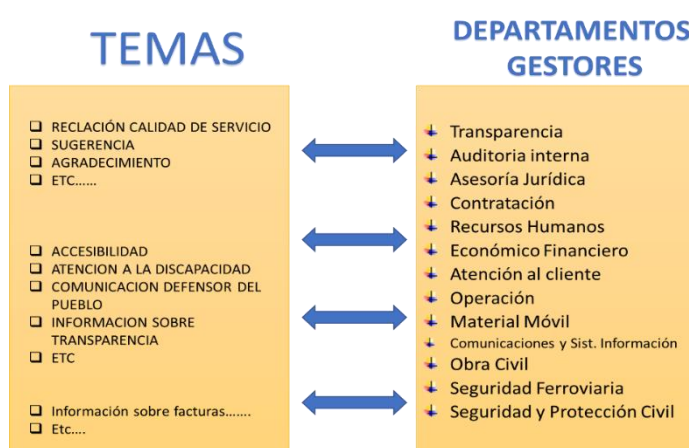 TEMAS
RECLACIÓN CALIDAD DE SERVICIO
SUGERENCIA
AGRADECIMIENTO
ETC......
ACCESIBILIDAD
ATENCION A LA DISCAPACIDAD
COMUNICACION DEFENSOR DEL
PUEBLO
INFORMACION SOBRE
TRANSPARENCIA
ETC
Información sobre facturas.......
Etc....
DEPARTAMENTOS
GESTORES
Transparencia
Auditoria interna
Asesoría Jurídica
Contratación
Recursos Humanos
Económico Financiero
Atención al cliente
Operación
Material Móvil
Comunicaciones y Sist. Información
Obra Civil
Seguridad Ferroviaria
Seguridad y Protección Civil